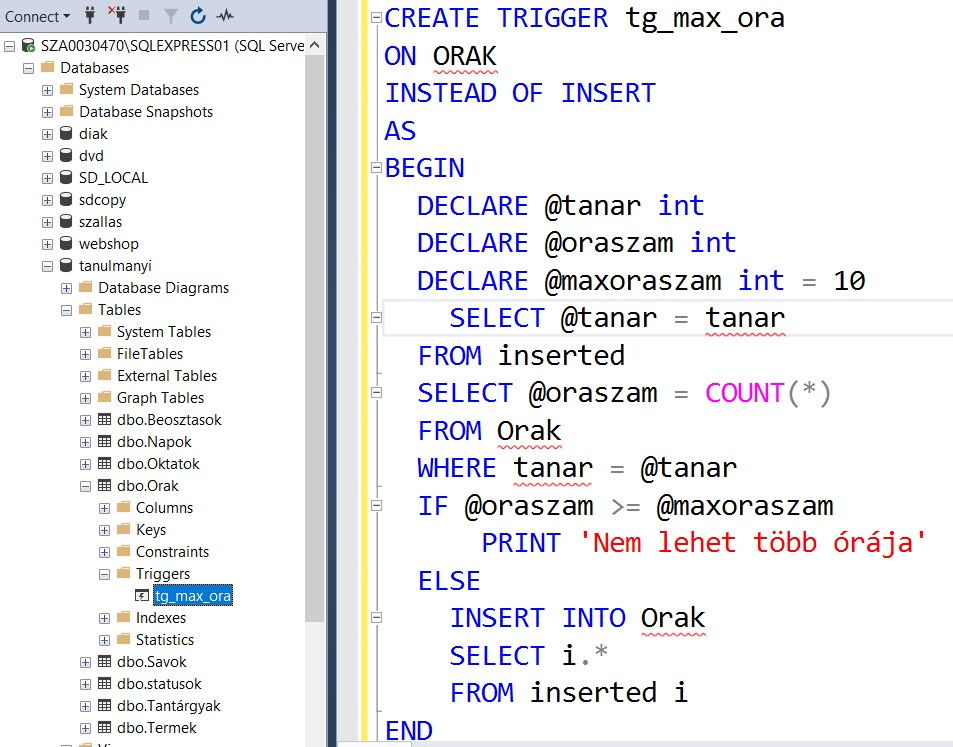 Connect
SZA0030470\SQLEXPRESS01 (SQL Serve
Databases
System Databases
Database Snapshots
diak
dvd
SD_LOCAL
sdcopy
szallas
webshop
tanulmanyi
Database Diagrams
Tables
System Tables
FileTables
External Tables
Graph Tables
dbo.Beosztasok
dbo.Napok
dbo.Oktatok
dbo.Orak
Columns
Keys
Constraints
Triggers
tg_max_ora
Indexes
Statistics
dbo.Savok
dbo.statusok
dbo.Tantárgyak
dbo.Termek
CREATE TRIGGER tg_max_ora
ON ORAK
INSTEAD OF INSERT
AS
BEGIN
DECLARE @tanar int
DECLARE @oraszam int
DECLARE @maxoraszam int = 10
SELECT @tanar = tanar
FROM inserted
SELECT @oraszam = COUNT(*)
FROM Orak
WHERE tanar = @tanar
IF @oraszam >= @maxoraszam
PRINT 'Nem lehet több órája'
ELSE
INSERT INTO Orak
SELECT i.*
FROM inserted i
END